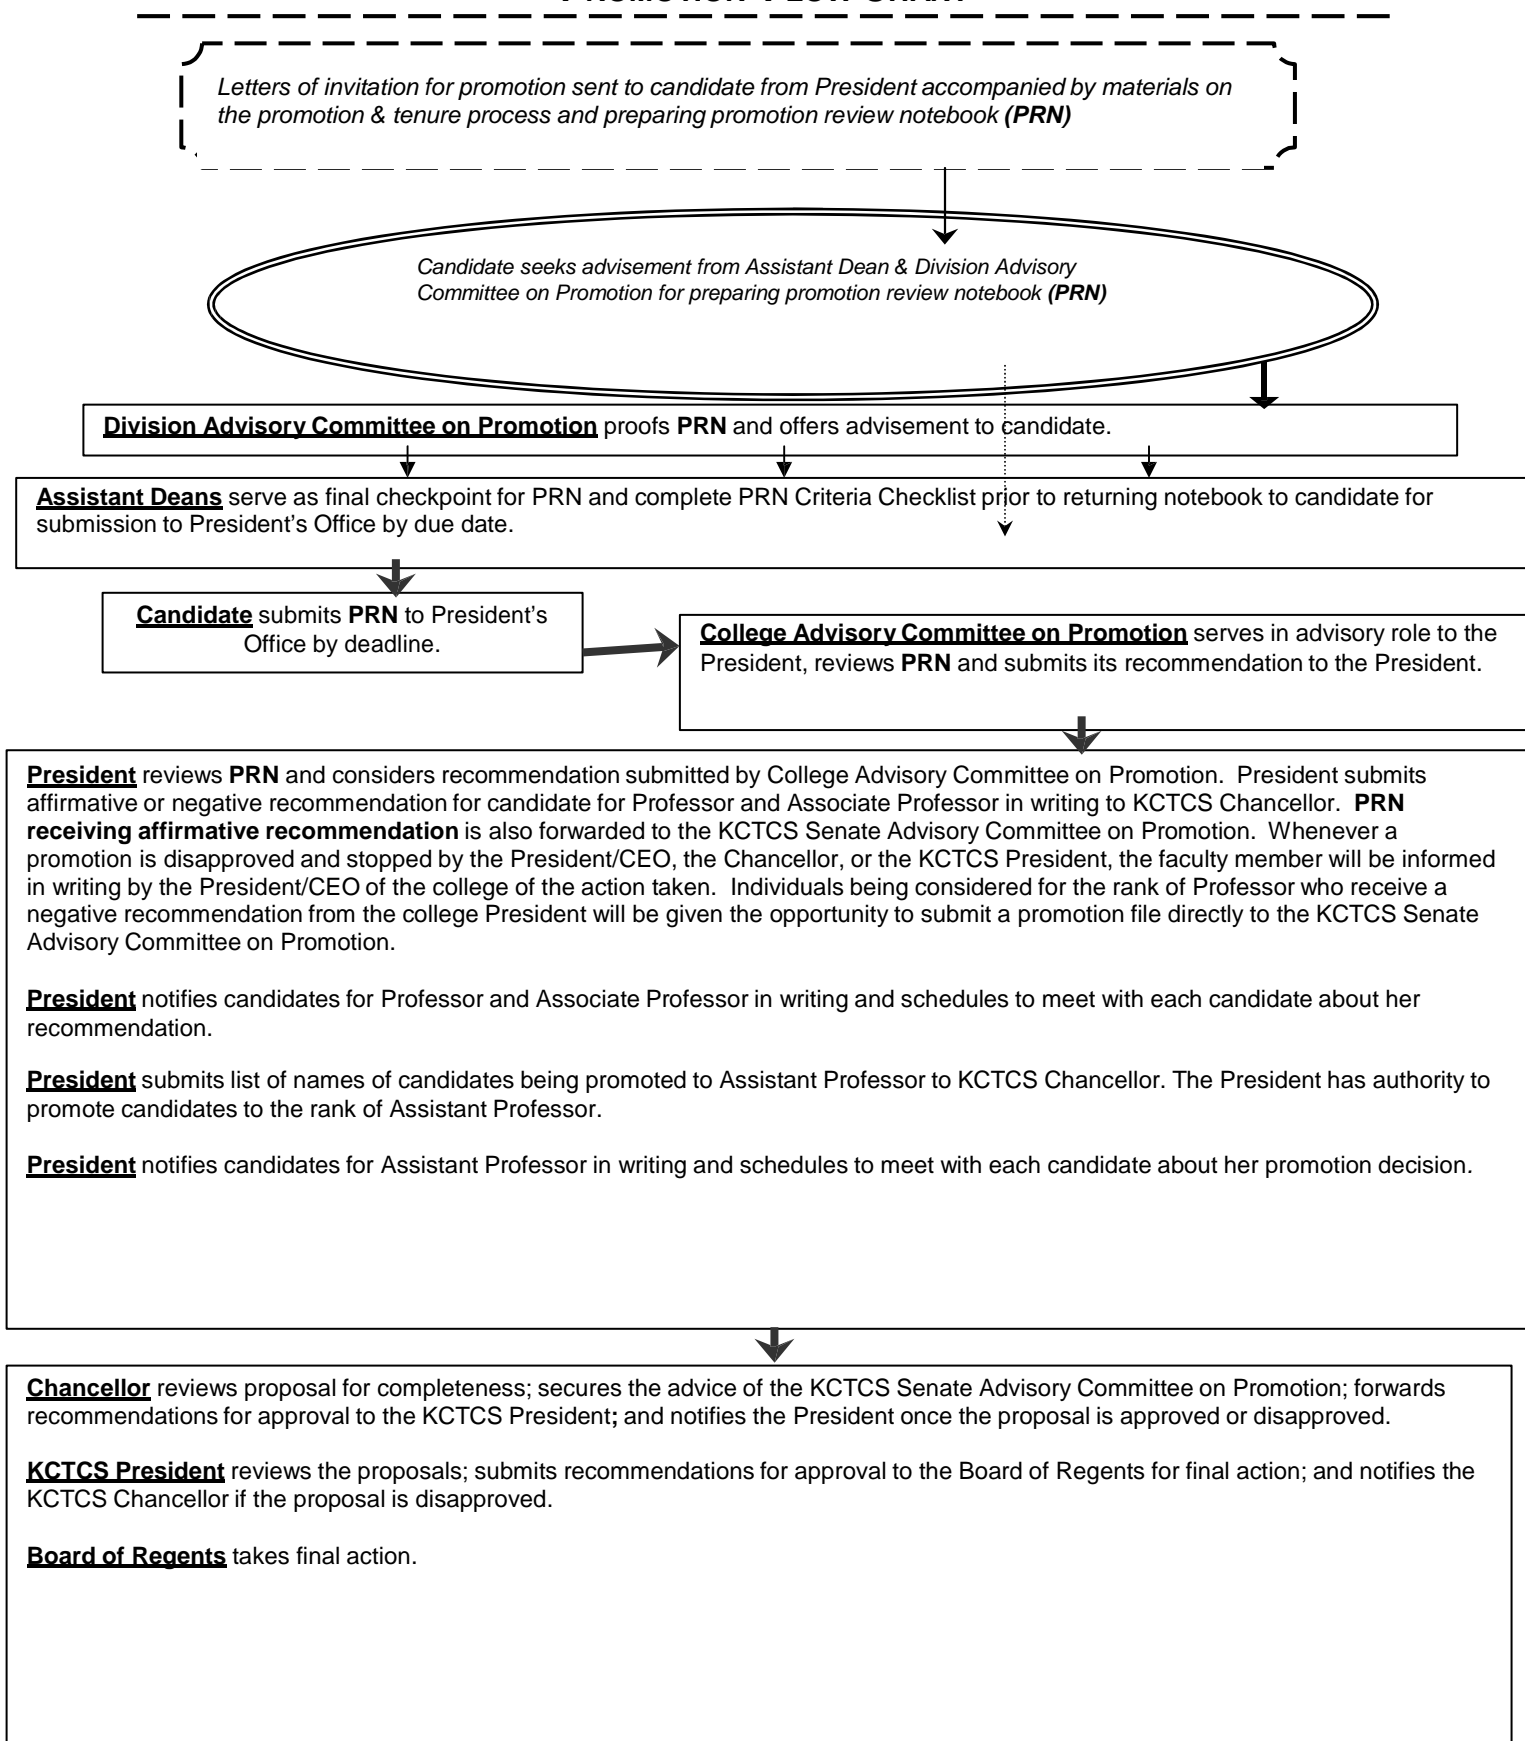 Letters of invitation for promotion sent to candidate from President accompanied by materials on
the promotion & tenure process and preparing promotion review notebook (PRN)
Candidate seeks advisement from Assistant Dean & Division Advisory
Committee on Promotion for preparing promotion review notebook (PRN)
Division Advisory Committee on Promotion proofs PRN and offers advisement to candidate.
Assistant Deans serve as final checkpoint for PRN and complete PRN Criteria Checklist prior to returning notebook to candidate for
submission to President's Office by due date.
Candidate submits PRN to President's
Office by deadline.
College Advisory Committee on Promotion serves in advisory role to the
President, reviews PRN and submits its recommendation to the President.
President reviews PRN and considers recommendation submitted by College Advisory Committee on Promotion. President submits
affirmative or negative recommendation for candidate for Professor and Associate Professor in writing to KCTCS Chancellor. PRN
receiving affirmative recommendation is also forwarded to the KCTCS Senate Advisory Committee on Promotion. Whenever a
promotion is disapproved and stopped by the President/CEO, the Chancellor, or the KCTCS President, the faculty member will be informed
in writing by the President/CEO of the college of the action taken. Individuals being considered for the rank of Professor who receive a
negative recommendation from the college President will be given the opportunity to submit a promotion file directly to the KCTCS Senate
Advisory Committee on Promotion.
President notifies candidates for Professor and Associate Professor in writing and schedules to meet with each candidate about her
recommendation.
President submits list of names of candidates being promoted to Assistant Professor to KCTCS Chancellor. The President has authority to
promote candidates to the rank of Assistant Professor.
President notifies candidates for Assistant Professor in writing and schedules to meet with each candidate about her promotion decision.
Chancellor reviews proposal for completeness; secures the advice of the KCTCS Senate Advisory Committee on Promotion; forwards
recommendations for approval to the KCTCS President; and notifies the President once the proposal is approved or disapproved.
KCTCS President reviews the proposals; submits recommendations for approval to the Board of Regents for final action; and notifies the
KCTCS Chancellor if the proposal is disapproved.
Board of Regents takes final action.